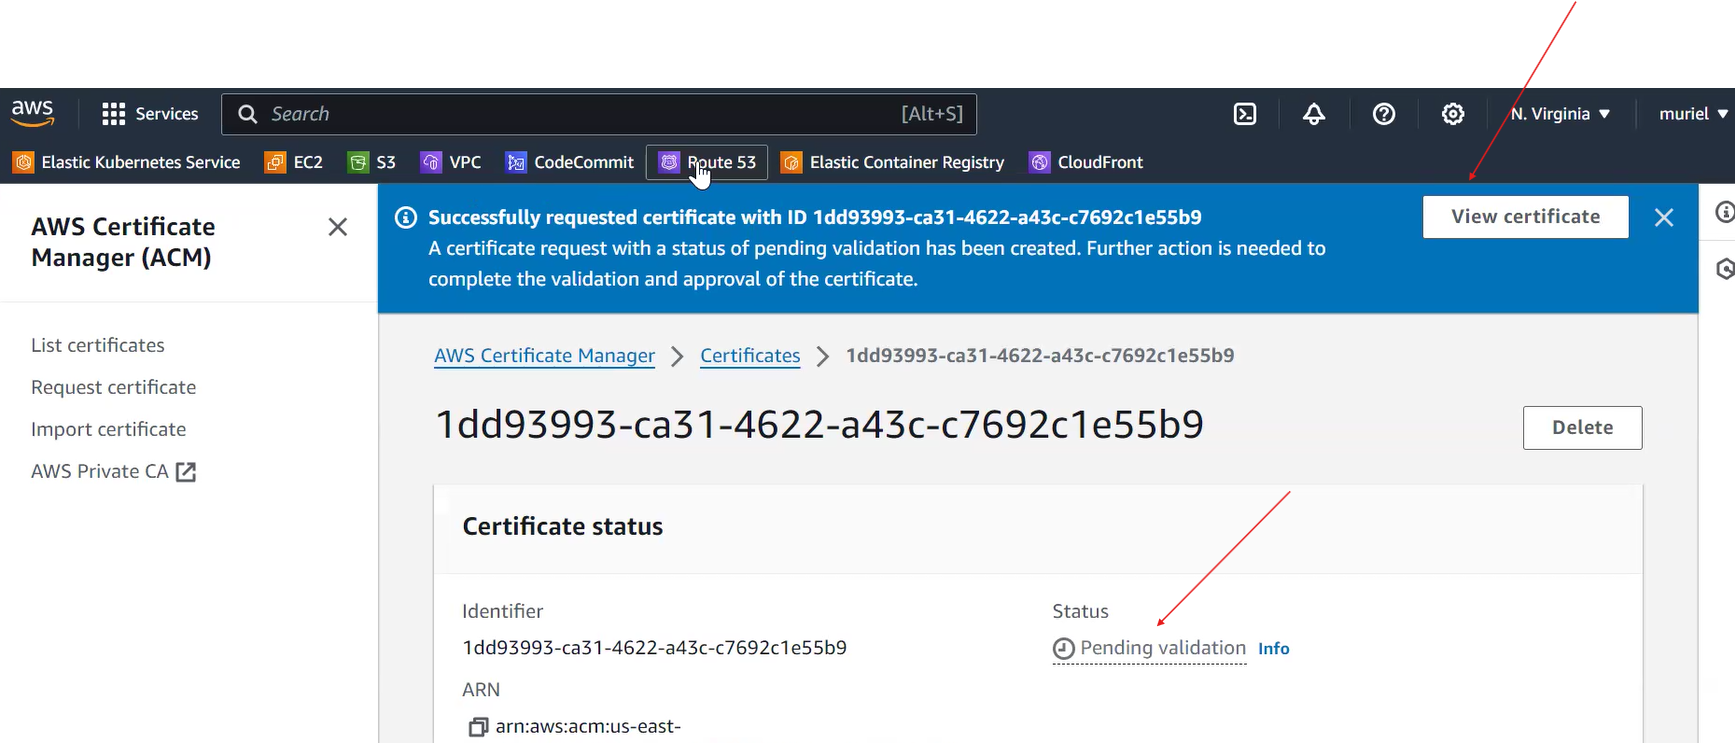 aws
Services
Search
[Alt+S]
N. Virginia
muriel
Elastic Kubernetes Service
EC2
S3
VPC
CodeCommit
Route 53
Elastic Container Registry
CloudFront
AWS Certificate
Manager (ACM)
List certificates
Request certificate
Import certificate
AWS Private CA
Successfully requested certificate with ID 1dd93993-ca31-4622-a43c-c7692c1e55b9
A certificate request with a status of pending validation has been created. Further action is needed to
complete the validation and approval of the certificate.
View certificate
AWS Certificate Manager
Certificates
1dd93993-ca31-4622-a43c-c7692c1e55b9
1dd93993-ca31-4622-a43c-c7692c1e55b9
Delete
Certificate status
Identifier
1dd93993-ca31-4622-a43c-c7692c1e55b9
Status
Pending validation
Info
ARN
arn:aws:acm:us-east-